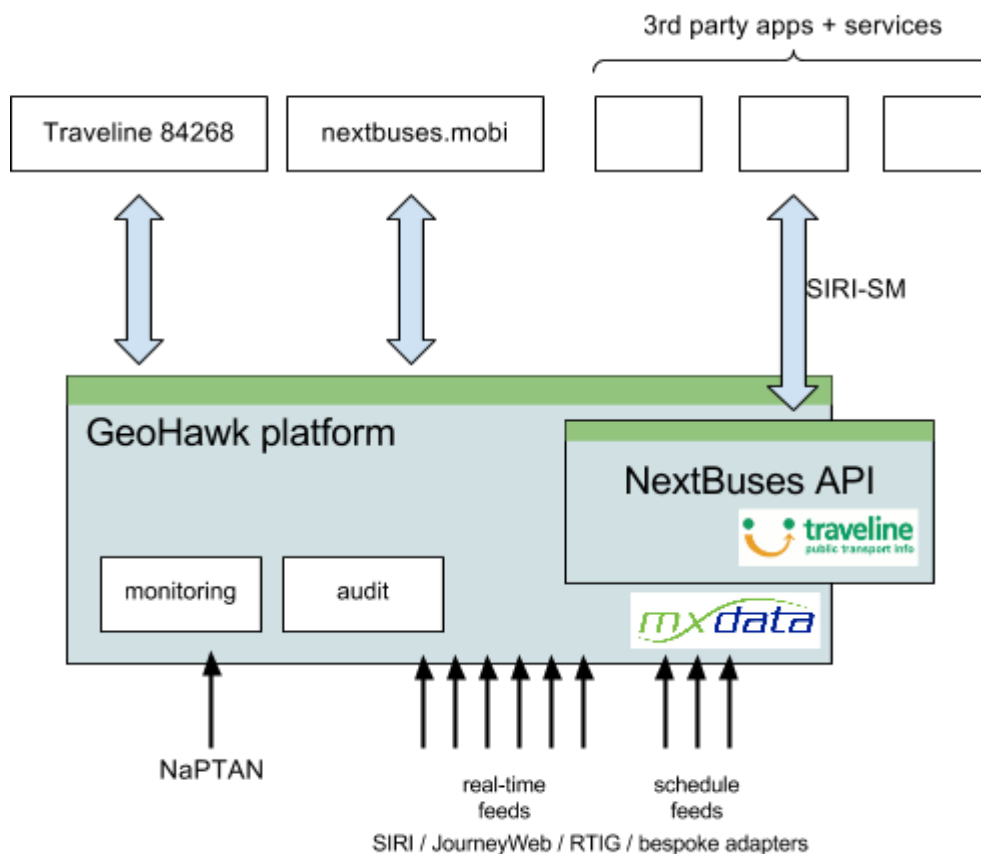 3rd party apps + services
Traveline 84268
nextbuses.mobi
SIRI-SM
GeoHawk platform
NextBuses API
traveline
public transport info
monitoring
audit
mxdata
NaPTAN
real-time
feeds
schedule
feeds
SIRI / JourneyWeb / RTIG / bespoke adapters